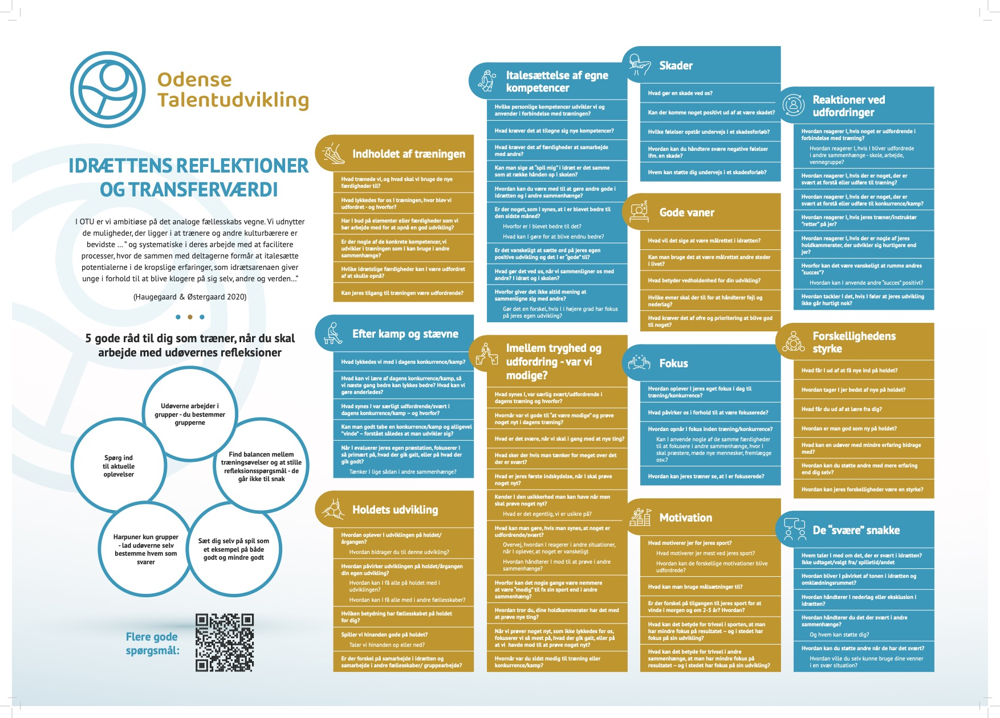 Odense
Talentudvikling
IDRÆTTENS REFLEKTIONER
OG TRANSFERVÆRDI
I OTU er vi ambitiøse på det analoge fællesskabs vegne. Vi udnytter
de muligheder, der ligger i at trænere og andre kulturbærere er
bevidste ..." og systematiske i deres arbejde med at facilitere
processer, hvor de sammen med deltagerne formår at italesætte
potentialerne i de kropslige erfaringer, som idrætsarenaen giver
unge i forhold til at blive klogere på sig selv, andre og verden..."
(Haugegaard & Østergaard 2020)
5 gode råd til dig som træner, når du skal
arbejde med udøvernes refleksioner
Udøverne arbejder i
grupper - du bestemmer
grupperne
Spørg ind
til aktuelle
oplevelser
Find balancen mellem
træningsøvelser og at stille
refleksionsspørgsmål - de
går ikke til snak
Harpuner kun grupper
- lad udøverne selv
bestemme hvem som
svarer
Sæt dig selv på spil som
et eksempel på både
godt og mindre godt
Flere gode
spørgsmål:
Indholdet af træningen
Hvad trænede vi, og hvad skal vi bruge de nye
færdigheder til?
Hvad lykkedes for os I træningen, hvor blev vi
udfordret - og hvorfor?
Har I bud på elementer eller færdigheder som vi
bør arbejde med for at opnå en god udvikling?
Er der nogle af de konkrete kompetencer, vi
udvikler i træningen som I kan bruge i andre
sammenhænge?
Hvilke idrætslige færdigheder kan I være udfordret
af at skulle opnå?
Kan jeres tilgang til træningen være udfordrende?
Efter kamp og stævne
Hvad lykkedes vi med i dagens konkurrence/kamp?
Hvad kan vi lære af dagens konkurrence/kamp, så
vi næste gang bedre kan lykkes bedre? Hvad kan vi
gøre anderledes?
Hvad synes I var særligt udfordrende/svært i
dagens konkurrence/kamp – og hvorfor?
Kan man godt tabe en konkurrence/kamp og alligevel
"vinde" – forstået således at man udvikler sig?
Når I evaluerer jeres egen præstation, fokuserer I
så primært på, hvad der gik galt, eller på hvad der
gik godt?
Tænker I lige sådan i andre sammenhænge?
Holdets udvikling
Hvordan oplever I udviklingen på holdet/
årgangen?
Hvordan bidrager du til denne udvikling?
Hvordan påvirker udviklingen på holdet/årgangen
din egen udvikling?
Hvordan kan I få alle på holdet med i
udviklingen?
Hvordan kan I få alle med i andre fællesskaber?
Hvilken betydning har fællesskabet på holdet
for dig?
Spiller vi hinanden gode på holdet?
Taler vi hinanden op eller ned?
Er der forskel på samarbejde i idrætten og
samarbejde i andre fællesskaber/ gruppearbejde?
Italesættelse af egne
kompetencer
Hvilke personlige kompetencer udvikler vi og
anvender i forbindelse med træningen?
Hvad kræver det at tilegne sig nye kompetencer?
Hvad kræver det af færdigheder at samarbejde
med andre?
Kan man sige at "spil mig" i idræt er det samme
som at række hånden op i skolen?
Hvordan kan du være med til at gøre andre gode i
idrætten og i andre sammenhænge?
Er der noget, som I synes, at I er blevet bedre til
den sidste måned?
Hvorfor er I blevet bedre til det?
Hvad kan I gøre for at blive endnu bedre?
Er det vanskeligt at sætte ord på jeres egen
positive udvikling og det I er "gode" til?
Hvad gør det ved os, når vi sammenligner os med
andre? I idræt og i skolen?
Hvorfor giver det ikke altid mening at
sammenligne sig med andre?
Gør det en forskel, hvis I i højere grad har fokus
på jeres egen udvikling?
Imellem tryghed og
udfordring - var vi
modige?
Hvad synes I, var særlig svært/udfordrende i
dagens træning og hvorfor?
Hvornår var vi gode til "at være modige" og prøve
noget nyt i dagens træning?
Hvad er det svære, når vi skal i gang med at nye ting?
Hvad sker der hvis man tænker for meget over det
der er svært?
Hvad er jeres første indskydelse, når I skal prøve
noget nyt?
Kender I den usikkerhed man kan have når men
skal prøve noget nyt?
Hvad er det egentlig, vi er usikre på?
Hvad kan man gøre, hvis man synes, at noget er
udfordrende/svært?
Overvej, hvordan I reagerer i andre situationer,
når I oplever, at noget er vanskeligt
Hvordan håndterer I mod til at prøve i andre
sammenhænge?
Hvorfor kan det nogle gange være nemmere
at være "modig" til fx sin sport end i andre
sammenhæng?
Hvordan tror du, dine holdkammerater har det med
at prøve nye ting?
Når vi prøver noget nyt, som ikke lykkedes for os,
fokuserer vi så mest på, hvad der gik galt, eller på
at vi havde mod til at prøve noget nyt?
Hvornår var du sidst modig til træning eller
konkurrence/kamp?
Skader
Hvad gør en skade ved os?
Kan der komme noget positivt ud af at være skadet?
Hvilke følelser opstår undervejs i et skadesforløb?
Hvordan kan du håndtere svære negative følelser
ifm. en skade?
Hvem kan støtte dig undervejs i et skadesforløb?
Gode vaner
Hvad vil det sige at være målrettet i idrætten?
Kan man bruge det at være målrettet andre steder
i livet?
Hvad betyder vedholdenhed for din udvikling?
Hvilke evner skal der til for at håndterer fejl og
nederlag?
Hvad kræver det af ofre og prioritering at blive god
til noget?
Fokus
Hvordan oplever I jeres eget fokus i dag til
træning/konkurrence?
Hvad påvirker os i forhold til at være fokuserede?
Hvordan opnår I fokus inden træning/konkurrence?
Kan I anvende nogle af de samme færdigheder
til at fokusere i andre sammenhænge, hvor I
skal præstere, møde nye mennesker, fremlægge
osv.?
Hvordan kan jeres træner se, at I er fokuserede?
Motivation
Hvad motiverer jer for jeres sport?
Hvad motiverer jer mest ved jeres sport?
Hvordan kan de forskellige motivationer blive
udfordrede?
Hvad kan man bruge målsætninger til?
Er der forskel på tilgangen til jeres sport for at
vinde i morgen og om 2-3 år? Hvordan?
Hvad kan det betyde for trivsel i sporten, at man
har mindre fokus på resultatet – og i stedet har
fokus på sin udvikling?
Hvad kan det betyde for trivsel i andre
sammenhænge, at man har mindre fokus på
resultatet – og i stedet har fokus på sin udvikling?
Reaktioner ved
udfordringer
Hvordan reagerer I, hvis noget er udfordrende i
forbindelse med træning?
Hvordan reagerer I, hvis I bliver udfordrede
i andre sammenhænge - skole, arbejde,
vennegruppe?
Hvordan reagerer I, hvis der er noget, der er
svært at forstå eller udføre til træning?
Hvordan reagerer I, hvis der er noget, der er
svært at forstå eller udføre til konkurrence/kamp?
Hvordan reagerer I, hvis jeres træner/instruktør
"retter" på jer?
Hvordan reagerer I, hvis der er nogle af jeres
holdkammerater, der udvikler sig hurtigere end
jer?
Hvorfor kan det være vanskeligt at rumme andres
"succes"?
Hvordan kan I anvende andre "succes" positivt?
Hvordan tackler I det, hvis I føler at jeres udvikling
ikke går hurtigt nok?
Forskellighedens
styrke
Hvad får I ud af at få nye ind på holdet?
Hvordan tager I jer bedst af nye på holdet?
Hvad får du ud af at lære fra dig?
Hvordan er man god som ny på holdet?
Hvad kan en udøver med mindre erfaring bidrage
med?
Hvordan kan du støtte andre med mere erfaring
end dig selv?
Hvordan kan jeres forskelligheder være en styrke?
De "svære" snakke
Hvem taler I med om det, der er svært i idrætten?
Ikke udtaget/valgt fra/ spilletid/andet
Hvordan bliver I påvirket af tonen i idrætten og
omklædningsrummet?
Hvordan håndterer I nederlag eller eksklusion i
idrætten?
Hvordan håndterer du det der svært i andre
sammenhænge?
Og hvem kan støtte dig?
Hvordan kan du støtte andre når de har det svært?
Hvordan ville du selv kunne bruge dine venner
i en svær situation?